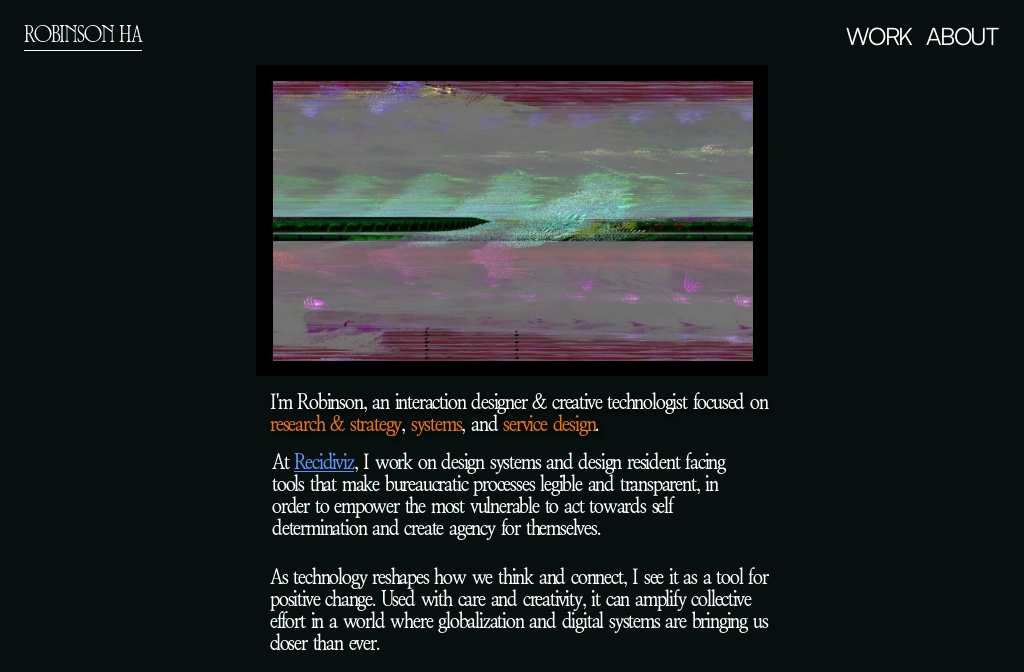 ROBINSON HA
WORK ABOUT
I'm Robinson, an interaction designer & creative technologist focused on
research & strategy, systems, and service design.
At Recidiviz, I work on design systems and design resident facing
tools that make bureaucratic processes legible and transparent, in
order to empower the most vulnerable to act towards self
determination and create agency for themselves.
As technology reshapes how we think and connect, I see it as a tool for
positive change. Used with care and creativity, it can amplify collective
effort in a world where globalization and digital systems are bringing us
closer than ever.